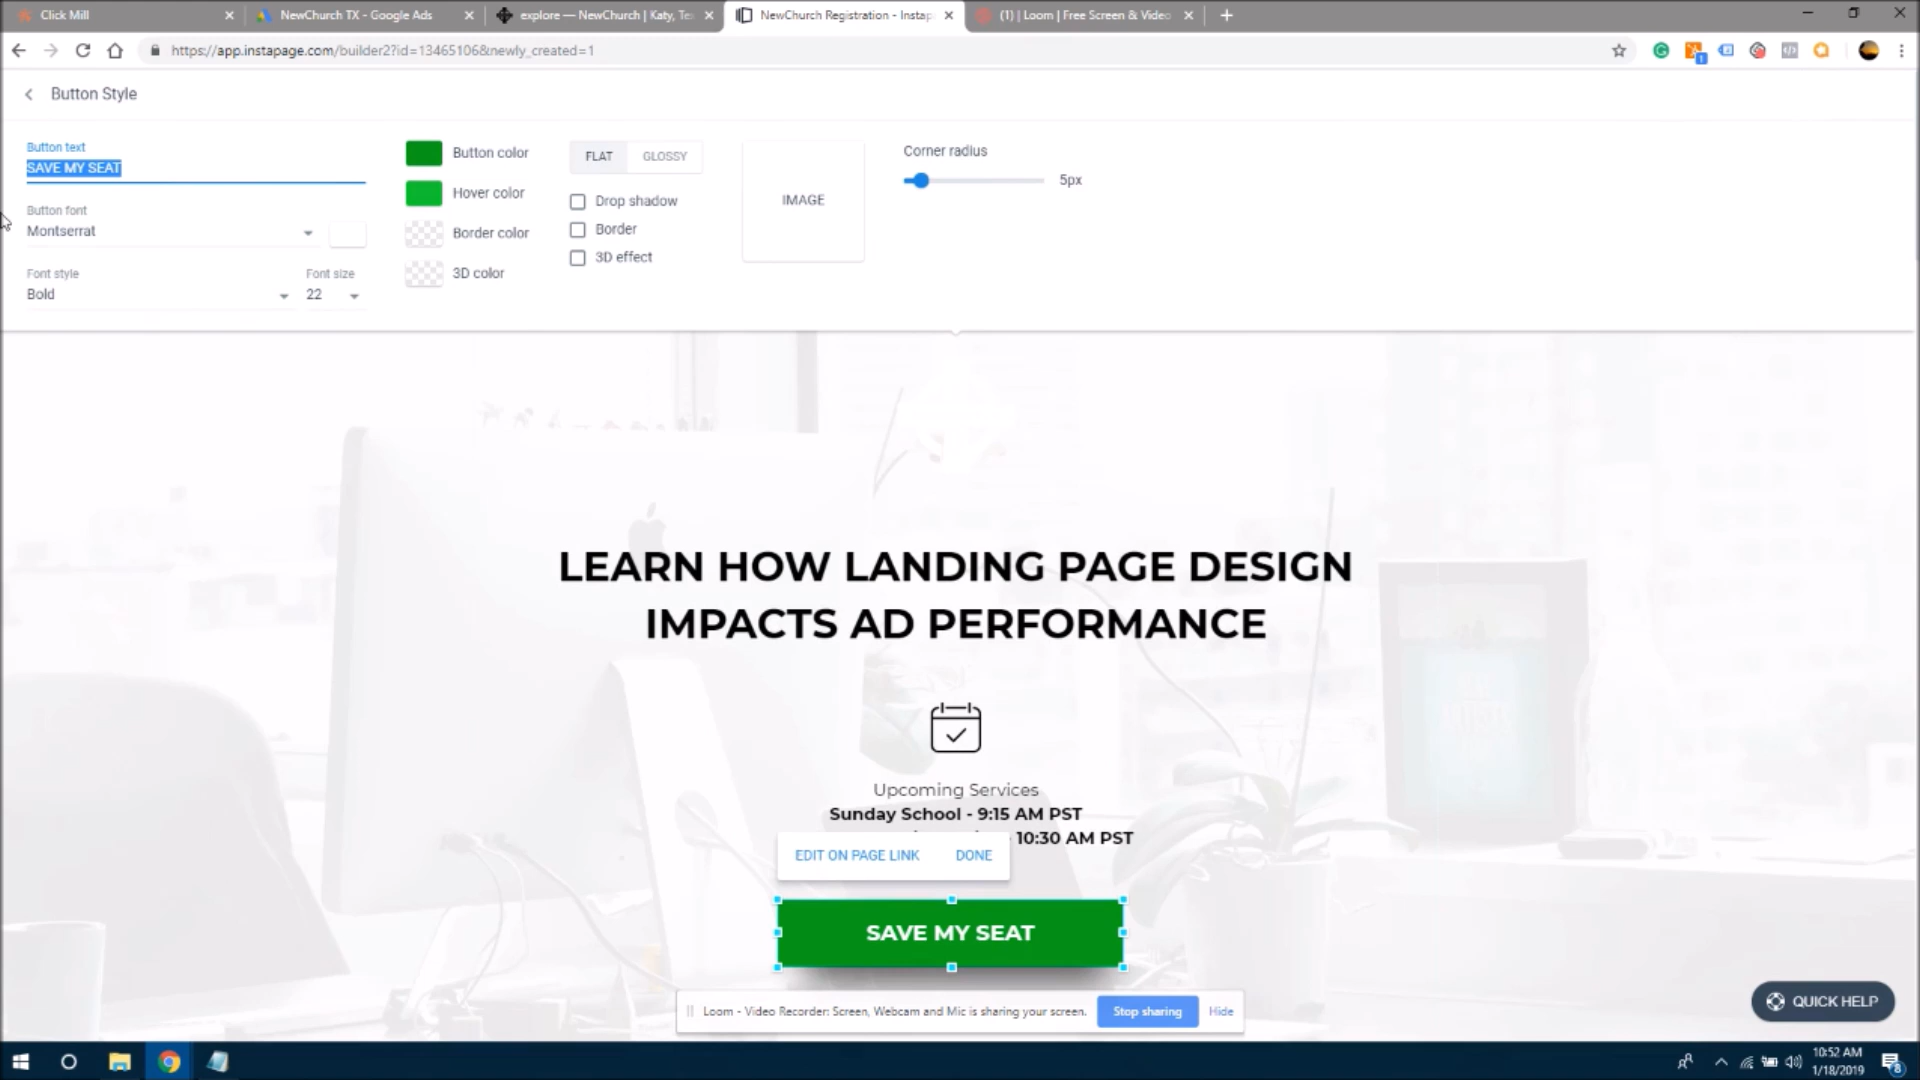 Click Mill
NewChurch TX - Google Ads
explore — NewChurch | Katy, Te
NewChurch Registration - Instap
(1) | Loom | Free Screen & Video
https://app.instapage.com/builder2?id=13465106&newly_created=1
1
Button Style
Button text
SAVE MY SEAT
Button font
Montserrat
Font style
Bold
Font size
22
Button color
Hover color
Border color
3D color
FLAT
GLOSSY
Drop shadow
Border
3D effect
IMAGE
Corner radius
5px
LEARN HOW LANDING PAGE DESIGN
IMPACTS AD PERFORMANCE
Upcoming Services
Sunday School - 9:15 AM PST
10:30 AM PST
EDIT ON PAGE LINK
DONE
SAVE MY SEAT
Loom - Video Recorder: Screen, Webcam and Mic is sharing your screen.
Stop sharing
Hide
QUICK HELP
10:52 AM
1/18/2019
8